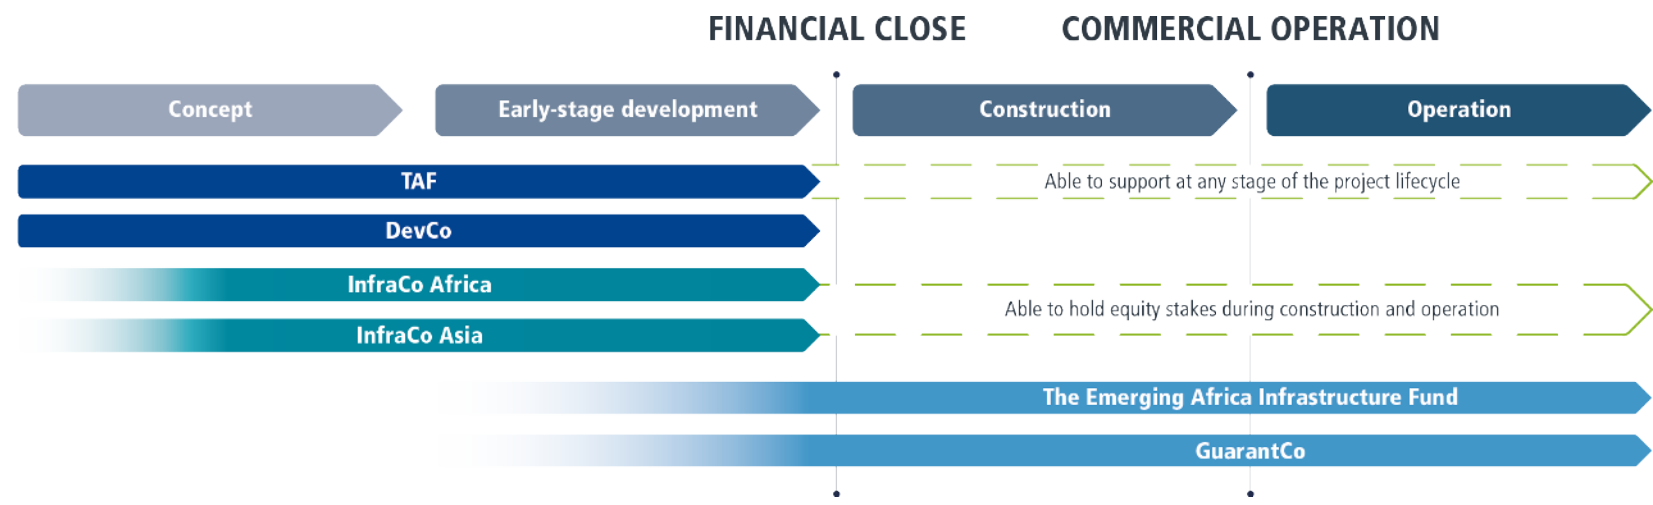 FINANCIAL CLOSE
COMMERCIAL OPERATION
Concept
Early-stage development
Construction
Operation
TAF
Able to support at any stage of the project lifecycle
DevCo
InfraCo Africa
Able to hold equity stakes during construction and operation
InfraCo Asia
The Emerging Africa Infrastructure Fund
GuarantCo